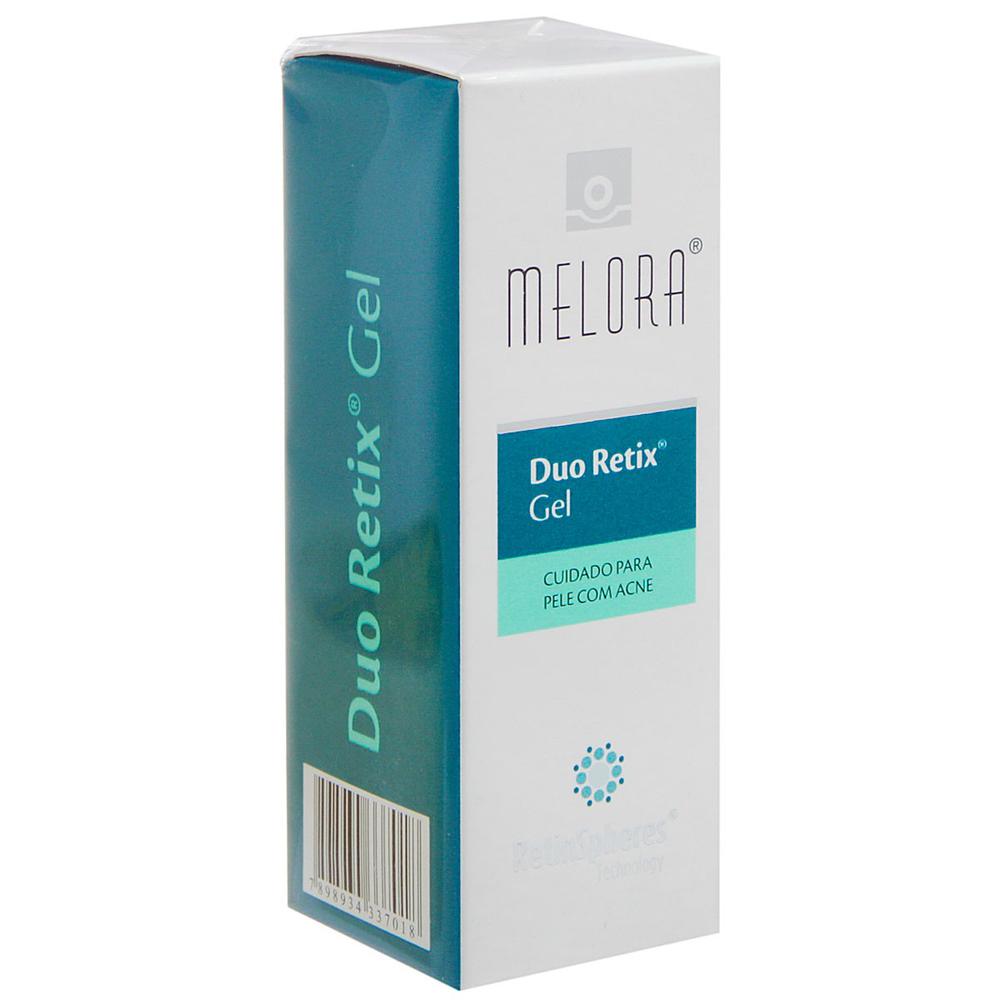 MELORA®
Duo Retix®
Gel
CUIDADO PARA
PELE COM ACNE
RetinSpheres®
Technology
Duo Retix® Gel
7 898934 337018